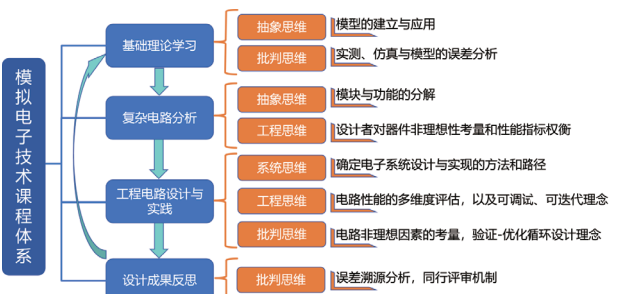 模拟电子技术课程体系
基础理论学习
抽象思维
模型的建立与应用
批判思维
实测、仿真与模型的误差分析
复杂电路分析
抽象思维
模块与功能的分解
工程思维
设计者对器件非理想性考量和性能指标权衡
工程电路设计与
实践
系统思维
确定电子系统设计与实现的方法和路径
工程思维
电路性能的多维度评估，以及可调试、可迭代理念
批判思维
电路非理想因素的考量，验证-优化循环设计理念
设计成果反思
批判思维
误差溯源分析，同行评审机制